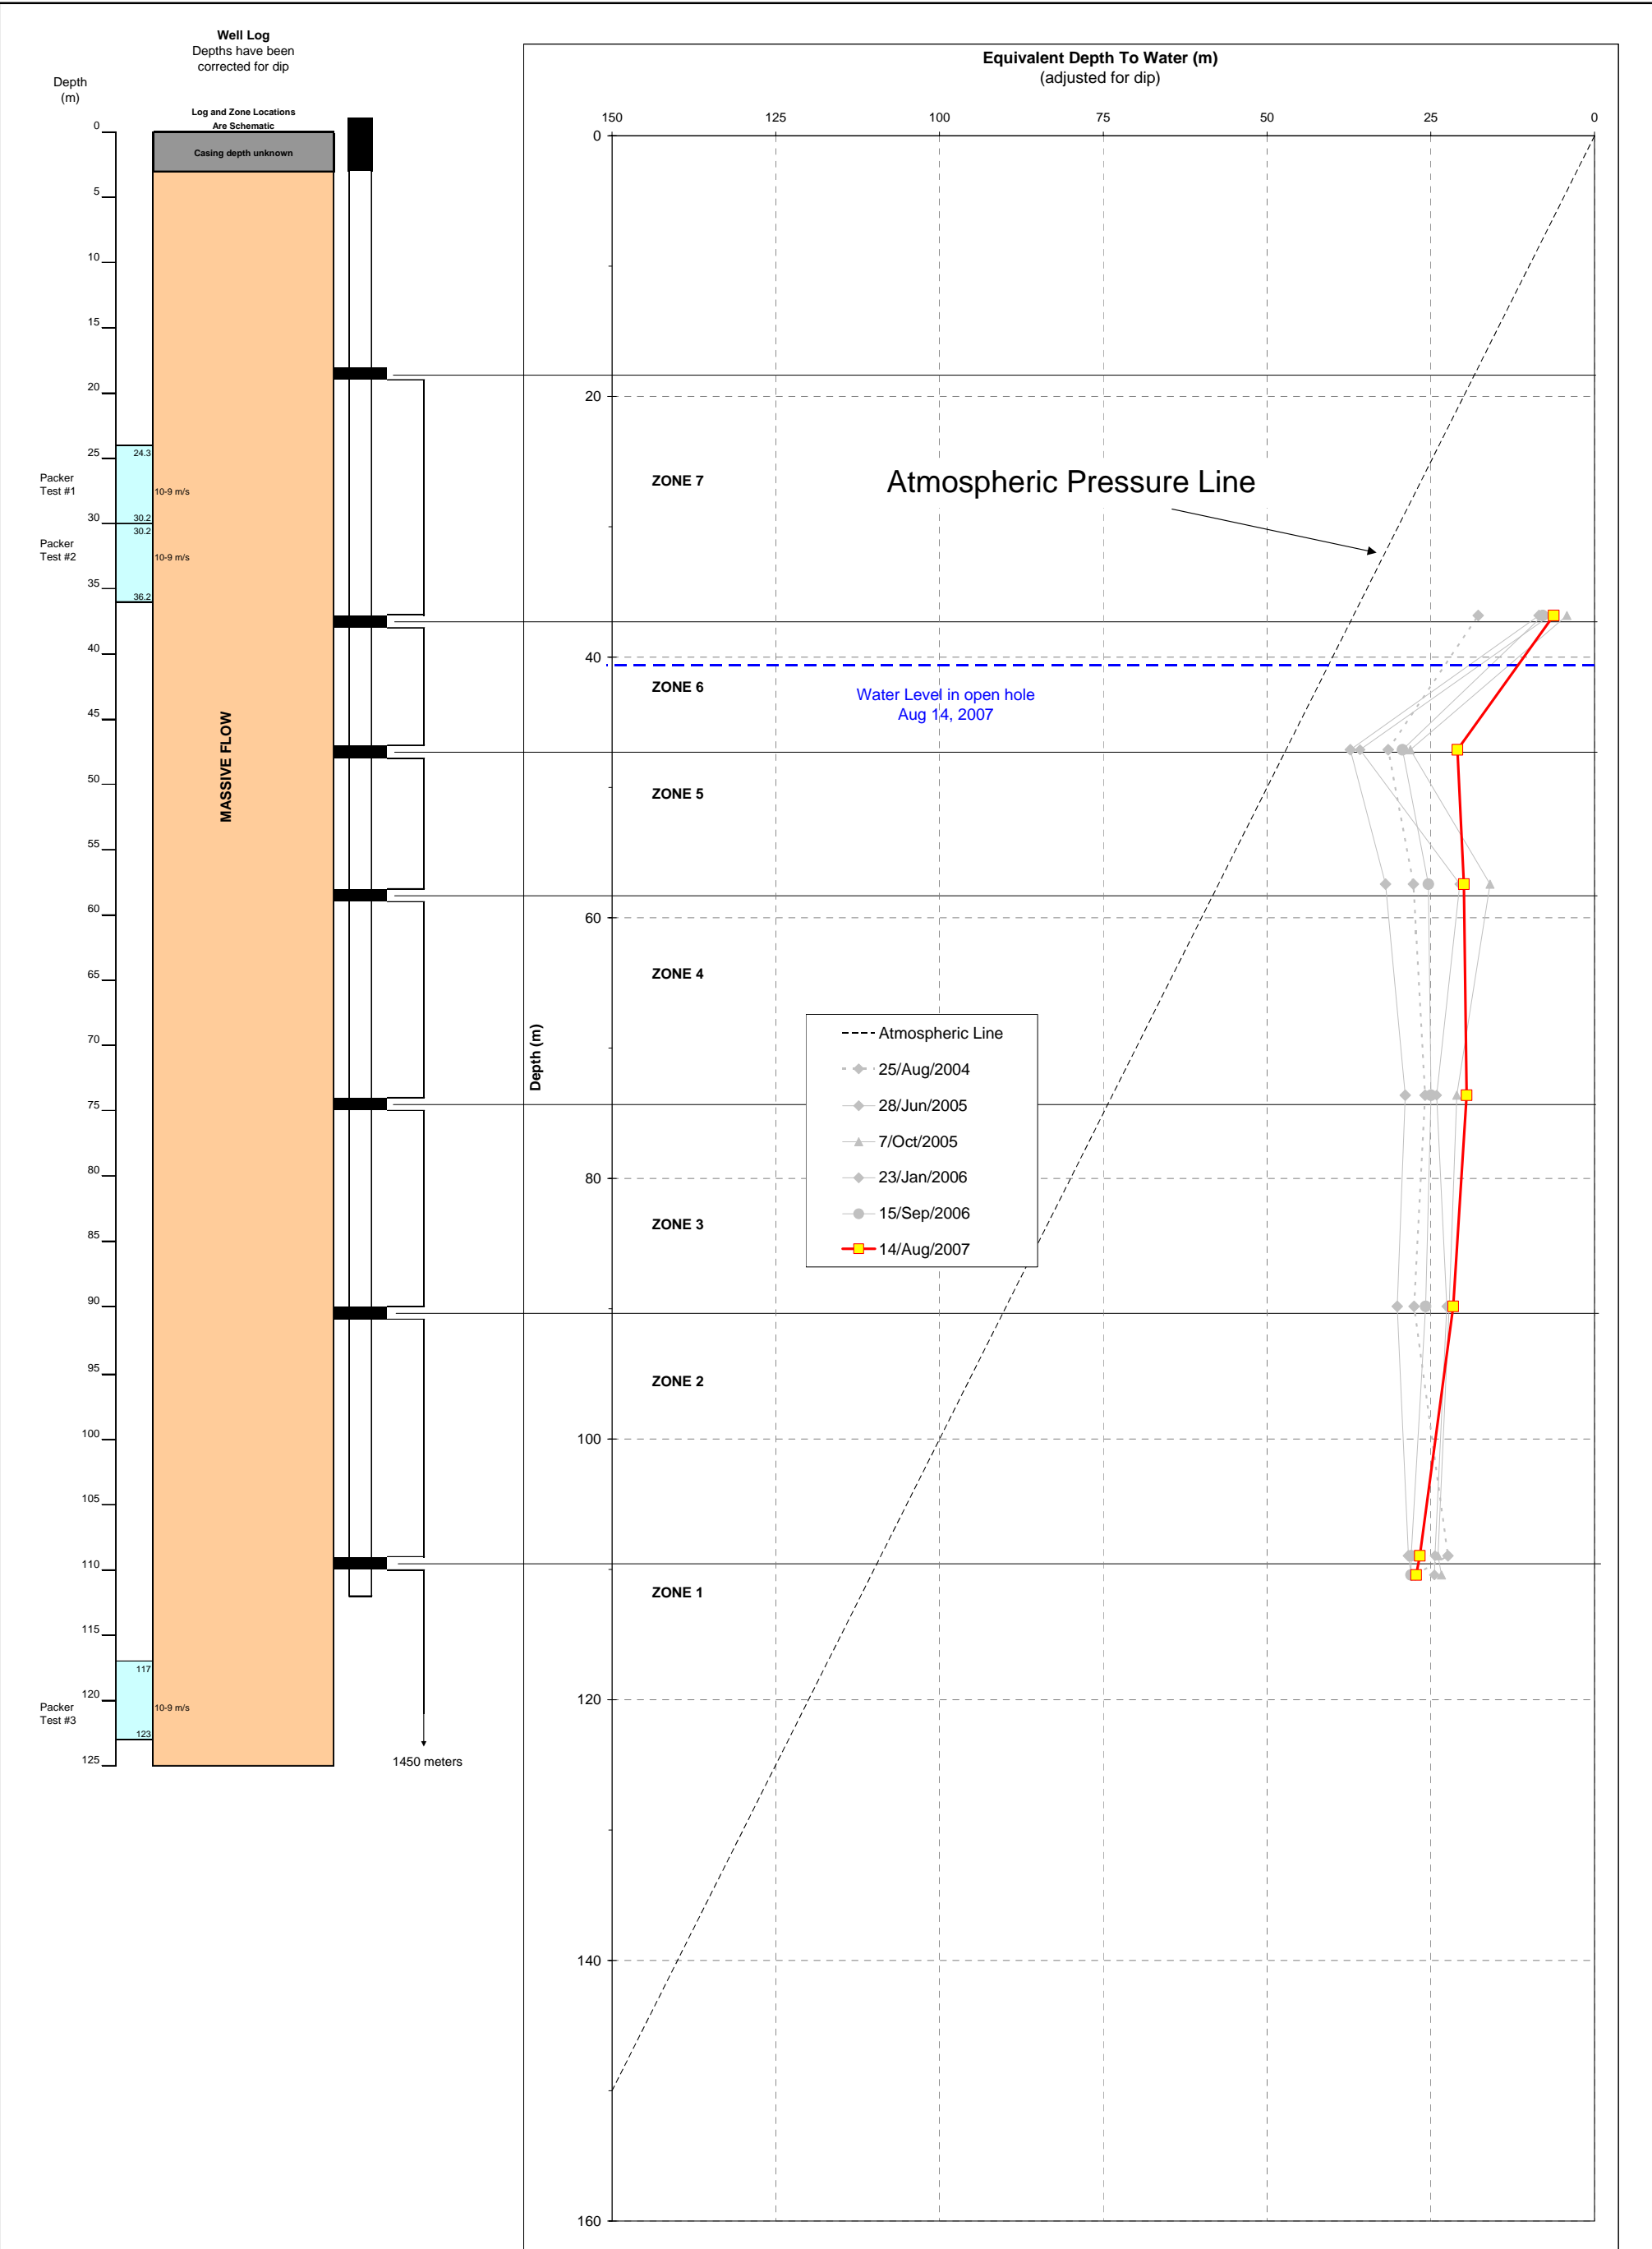 Well Log
Depths have been
corrected for dip
Depth
(m)
Log and Zone Locations
Are Schematic
Casing depth unknown
0
5
10
15
20
25
30
35
40
45
50
55
60
65
70
75
80
85
90
95
100
105
110
115
120
125
Packer
Test #1
24.3
10-9 m/s
30.2
Packer
Test #2
30.2
10-9 m/s
36.2
MASSIVE FLOW
Packer
Test #3
117
10-9 m/s
123
1450 meters
Equivalent Depth To Water (m)
(adjusted for dip)
150 125 100 75 50 25 0
0
20
40
60
80
100
120
140
160
Depth (m)
ZONE 7
Atmospheric Pressure Line
ZONE 6
Water Level in open hole
Aug 14, 2007
ZONE 5
ZONE 4
Atmospheric Line
25/Aug/2004
28/Jun/2005
7/Oct/2005
23/Jan/2006
15/Sep/2006
14/Aug/2007
ZONE 3
ZONE 2
ZONE 1